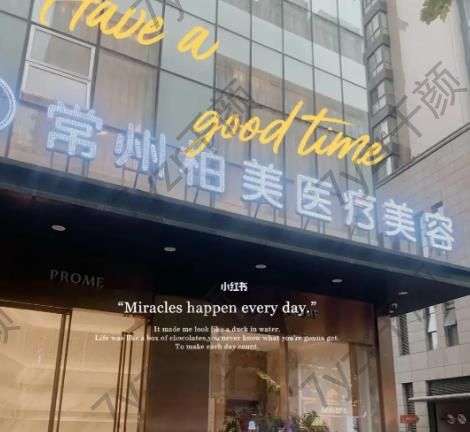 Have a
good time
常州柏美医疗美容
PROME
小红书
“Miracles happen every day.”
It made me look like a duck in water.
Life was like a box of chocolates,you never know what you're gonna get.
To make each day count.